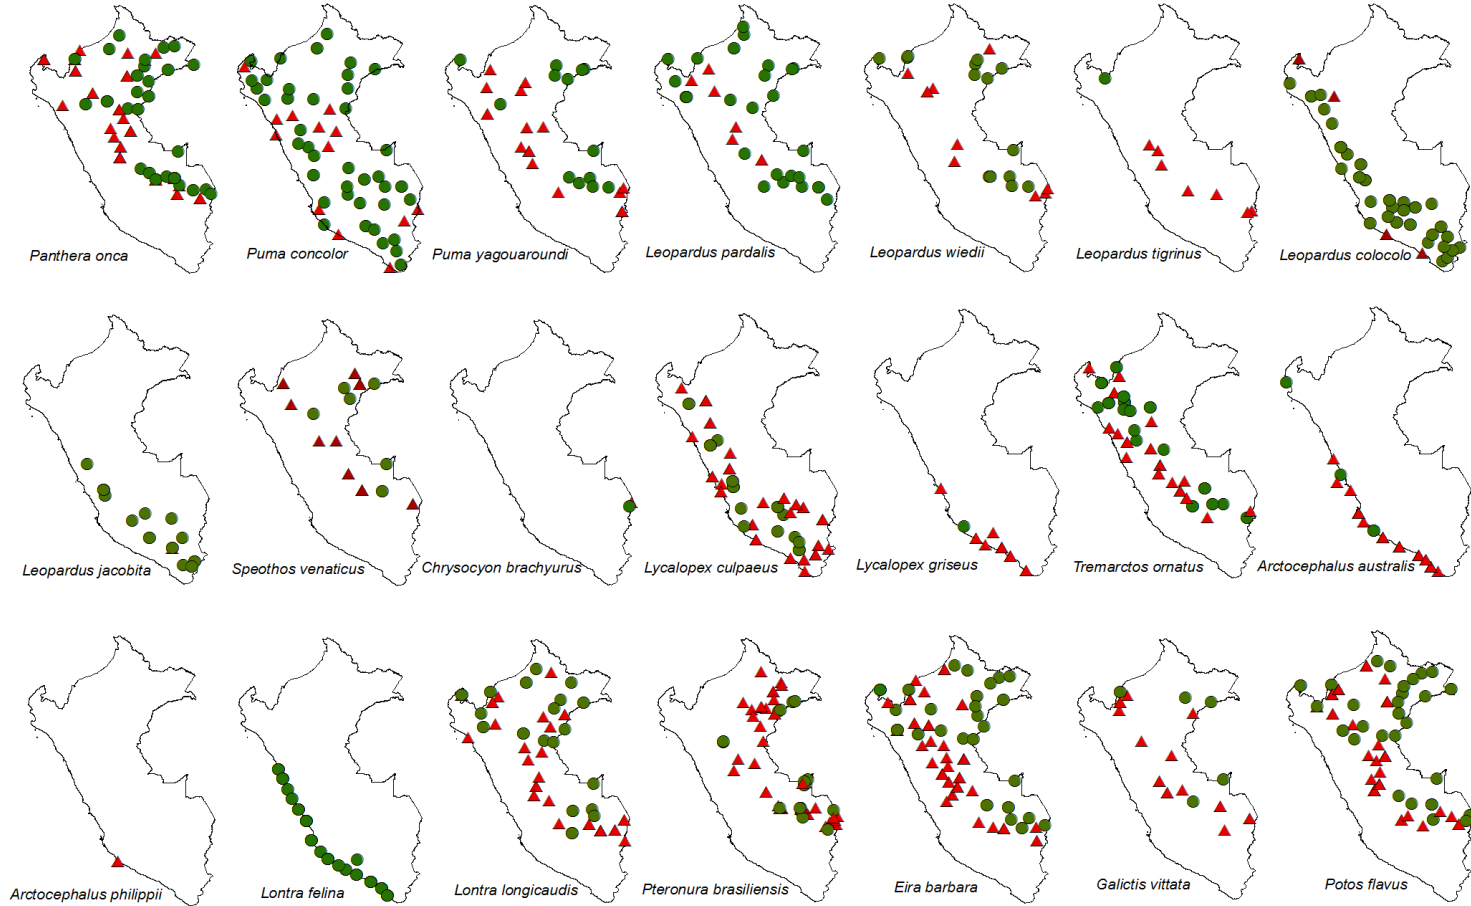 Panthera onca
Puma concolor
Puma yagouaroundi
Leopardus pardalis
Leopardus wiedii
Leopardus tigrinus
Leopardus colocolo
Leopardus jacobita
Speothos venaticus
Chrysocyon brachyurus
Lycalopex culpaeus
Lycalopex griseus
Tremarctos ornatus
Arctocephalus australis
Arctocephalus philippii
Lontra felina
Lontra longicaudis
Pteronura brasiliensis
Eira barbara
Galictis vittata
Potos flavus